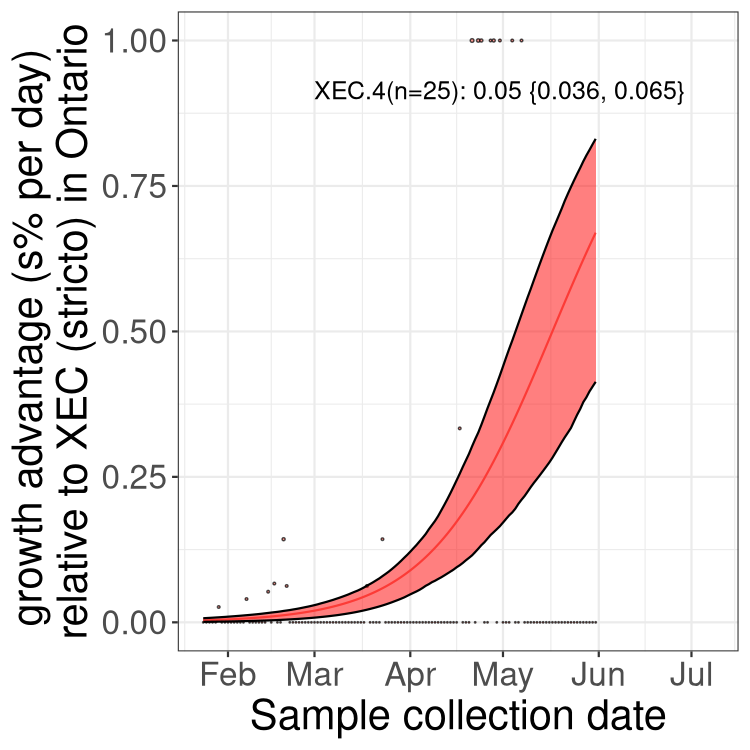 growth advantage (s% per day)
relative to XEC (stricto) in Ontario
1.00
0.75
0.50
0.25
0.00
XEC.4(n=25): 0.05 {0.036, 0.065}
Feb Mar Apr May Jun Jul
Sample collection date